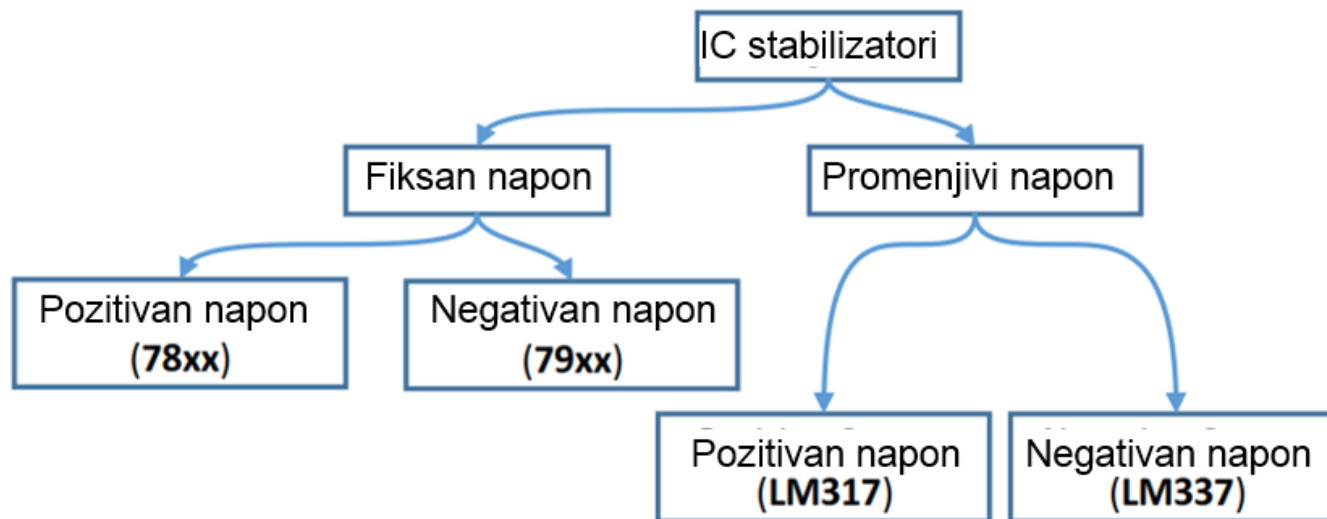 IC stabilizatori
Fiksan napon
Promenjivi napon
Pozitivan napon
(78xx)
Negativan napon
(79xx)
Pozitivan napon
(LM317)
Negativan napon
(LM337)